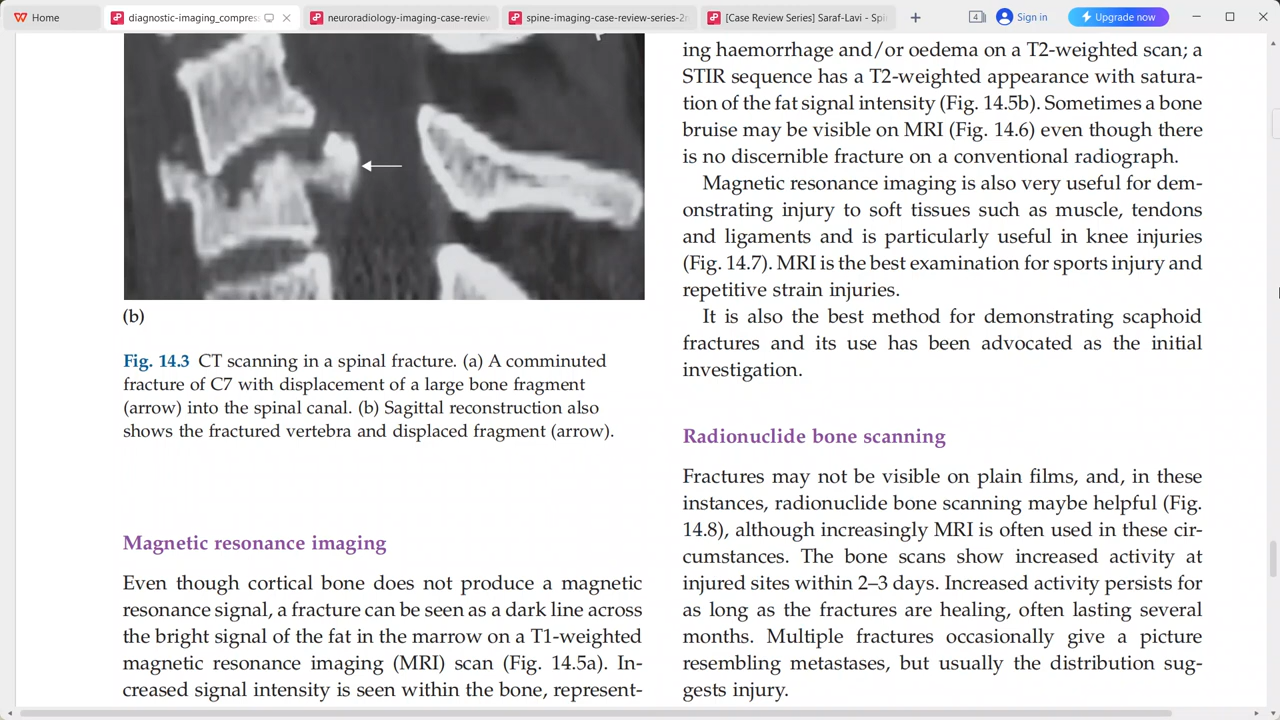 Home
diagnostic-imaging_compress
neuroradiology-imaging-case-review
spine-imaging-case-review-series-2
[Case Review Series] Saraf-Lavi - Spi
4
Sign in
Upgrade now
(b)
Fig. 14.3 CT scanning in a spinal fracture. (a) A comminuted
fracture of C7 with displacement of a large bone fragment
(arrow) into the spinal canal. (b) Sagittal reconstruction also
shows the fractured vertebra and displaced fragment (arrow).
Magnetic resonance imaging
Even though cortical bone does not produce a magnetic
resonance signal, a fracture can be seen as a dark line across
the bright signal of the fat in the marrow on a T1-weighted
magnetic resonance imaging (MRI) scan (Fig. 14.5a). In-
creased signal intensity is seen within the bone, represent-
ing haemorrhage and/or oedema on a T2-weighted scan; a
STIR sequence has a T2-weighted appearance with satura-
tion of the fat signal intensity (Fig. 14.5b). Sometimes a bone
bruise may be visible on MRI (Fig. 14.6) even though there
is no discernible fracture on a conventional radiograph.
Magnetic resonance imaging is also very useful for dem-
onstrating injury to soft tissues such as muscle, tendons
and ligaments and is particularly useful in knee injuries
(Fig. 14.7). MRI is the best examination for sports injury and
repetitive strain injuries.
It is also the best method for demonstrating scaphoid
fractures and its use has been advocated as the initial
investigation.
Radionuclide bone scanning
Fractures may not be visible on plain films, and, in these
instances, radionuclide bone scanning maybe helpful (Fig.
14.8), although increasingly MRI is often used in these cir-
cumstances. The bone scans show increased activity at
injured sites within 2–3 days. Increased activity persists for
as long as the fractures are healing, often lasting several
months. Multiple fractures occasionally give a picture
resembling metastases, but usually the distribution sug-
gests injury.